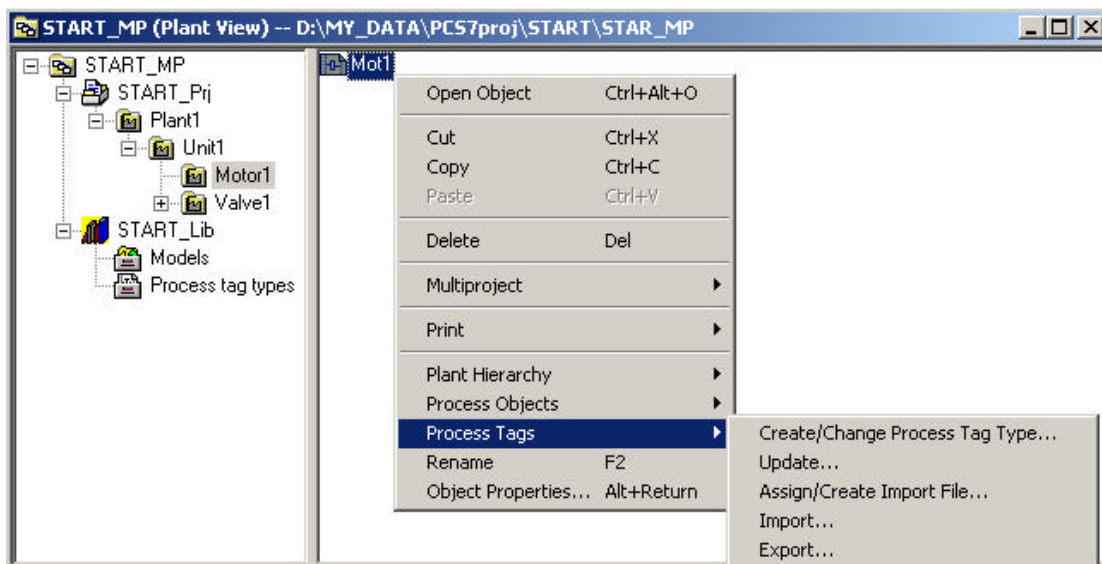 START_MP (Plant View) -- D:\MY_DATA\PCS7proj\START\STAR_MP
START_MP
START_Prj
Plant1
Unit1
Motor1
Valve1
START_Lib
Models
Process tag types
Mot1
Open Object Ctrl+Alt+O
Cut Ctrl+X
Copy Ctrl+C
Paste Ctrl+V
Delete Del
Multiproject
Print
Plant Hierarchy
Process Objects
Process Tags
Rename F2
Object Properties... Alt+Return
Create/Change Process Tag Type...
Update...
Assign/Create Import File...
Import...
Export...